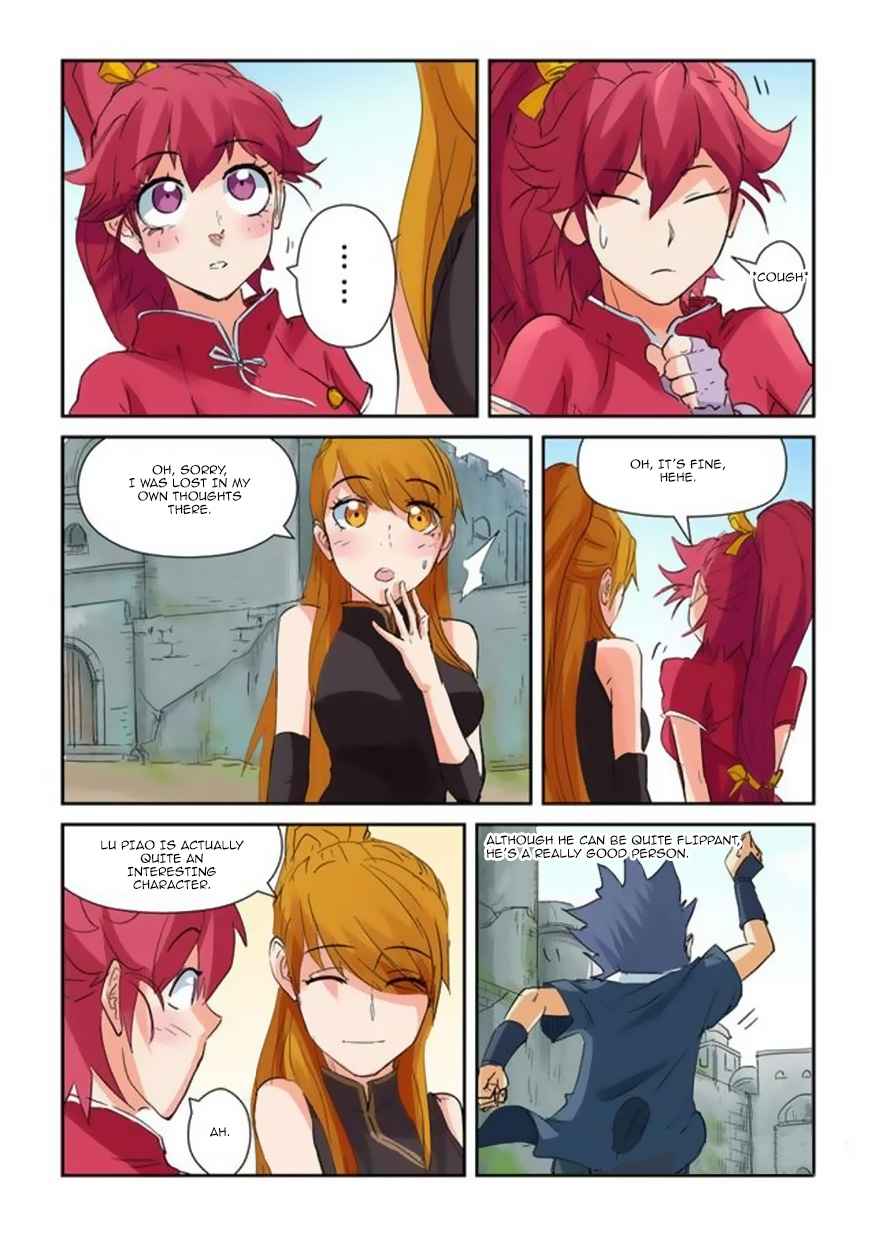 ... ...
*COUGH*
OH, SORRY,
I WAS LOST IN MY
OWN THOUGHTS
THERE.
OH, IT'S FINE,
HEHE.
LU PIAO IS ACTUALLY
QUITE AN
INTERESTING
CHARACTER.
AH.
ALTHOUGH HE CAN BE QUITE FLIPPANT,
HE'S A REALLY GOOD PERSON.